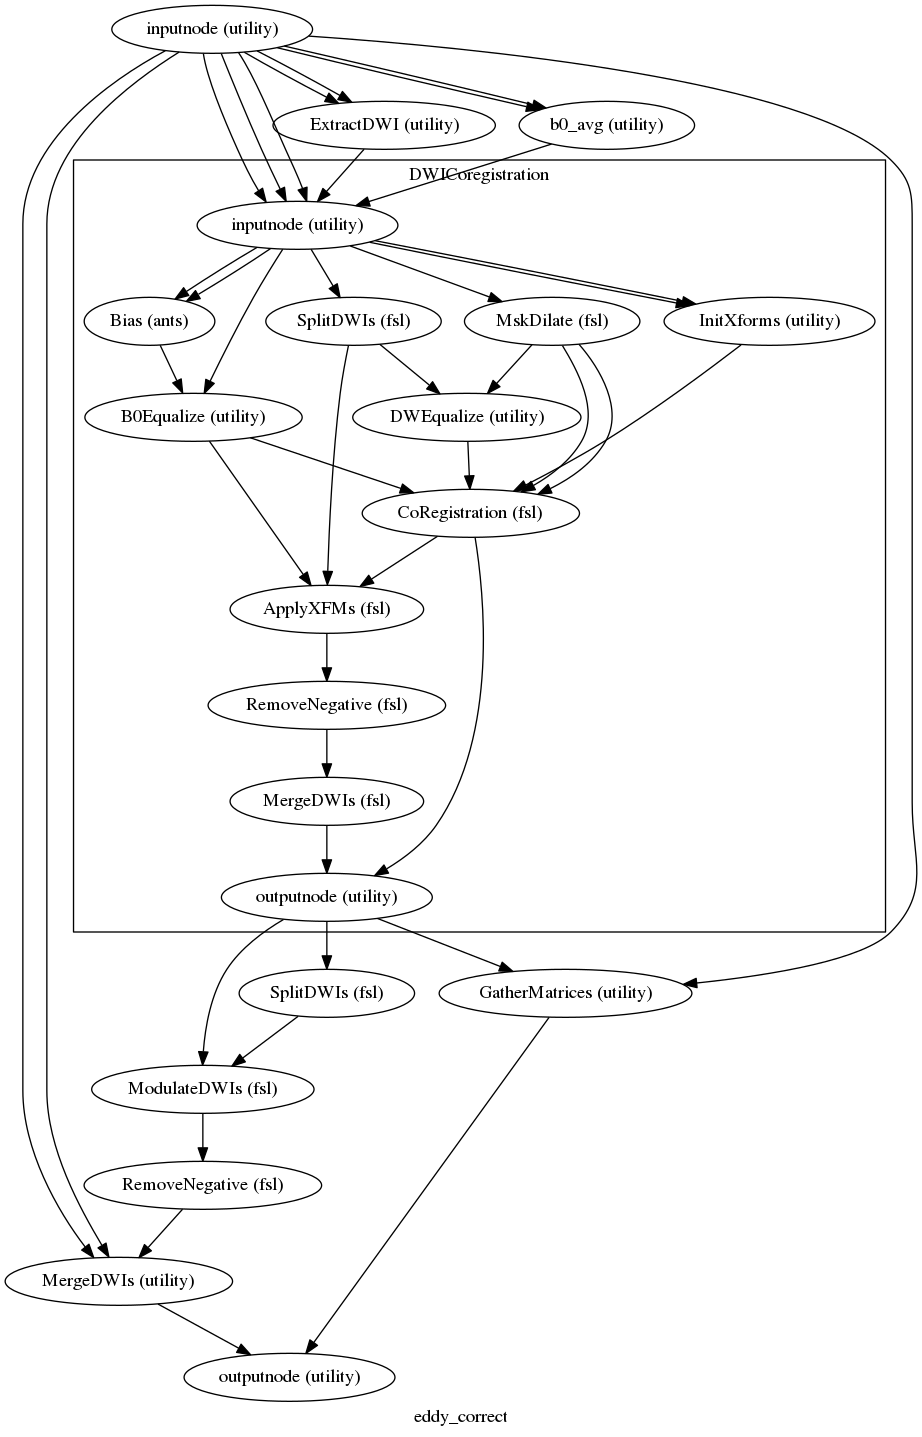 inputnode (utility)
ExtractDWI (utility)
b0_avg (utility)
DWICoregistration
inputnode (utility)
Bias (ants)
SplitDWIs (fsl)
MskDilate (fsl)
InitXforms (utility)
B0Equalize (utility)
DWEqualize (utility)
CoRegistration (fsl)
ApplyXFMs (fsl)
RemoveNegative (fsl)
MergeDWIs (fsl)
outputnode (utility)
SplitDWIs (fsl)
GatherMatrices (utility)
ModulateDWIs (fsl)
RemoveNegative (fsl)
MergeDWIs (utility)
outputnode (utility)
eddy_correct